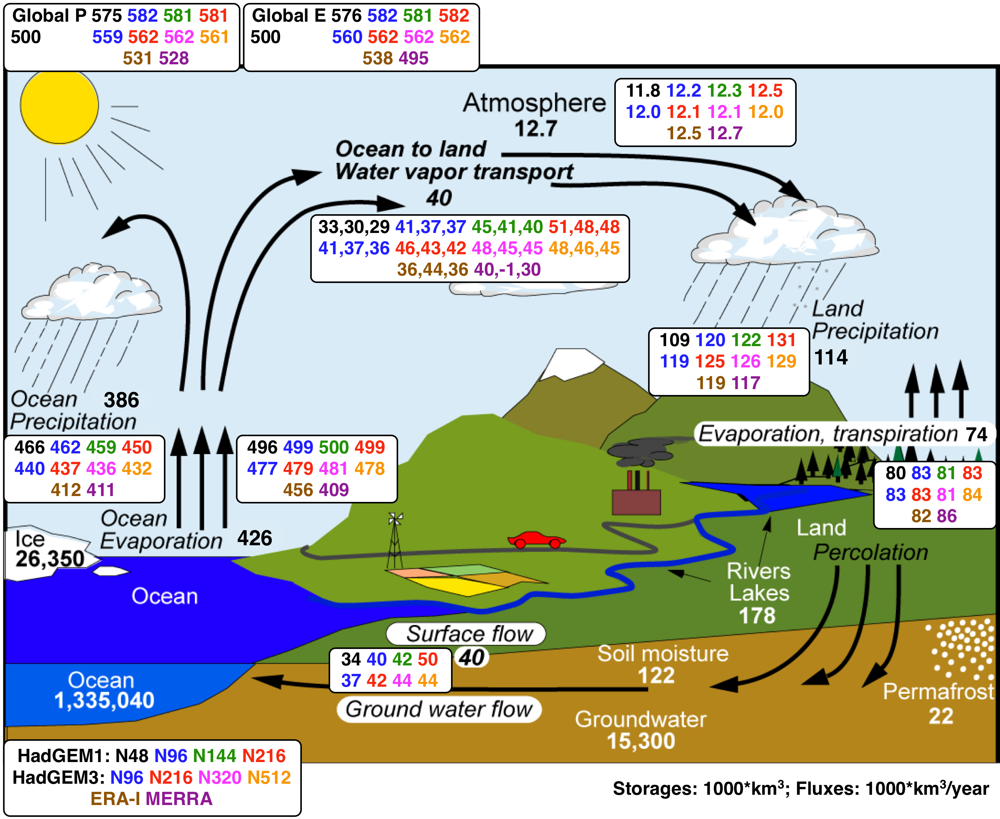 Global P 575 582 581 581
500 559 562 562 561
531 528
Global E 576 582 581 582
500 560 562 562 562
538 495
Atmosphere
12.7
11.8 12.2 12.3 12.5
12.0 12.1 12.1 12.0
12.5 12.7
Ocean to land
Water vapor transport
40
33,30,29 41,37,37 45,41,40 51,48,48
41,37,36 46,43,42 48,45,45 48,46,45
36,44,36 40,-1,30
Land
Precipitation
114
109 120 122 131
119 125 126 129
119 117
Ocean 386
Precipitation
466 462 459 450
440 437 436 432
412 411
496 499 500 499
477 479 481 478
456 409
Evaporation, transpiration 74
80 83 81 83
83 83 81 84
82 86
Ocean
Evaporation 426
Ice
26,350
Land
Percolation
Rivers
Lakes
178
Ocean
Surface flow
40
34 40 42 50
37 42 44 44
Ground water flow
Soil moisture
122
Ocean
1,335,040
Permafrost
22
Groundwater
15,300
HadGEM1: N48 N96 N144 N216
HadGEM3: N96 N216 N320 N512
ERA-I MERRA
Storages: 1000*km³; Fluxes: 1000*km³/year